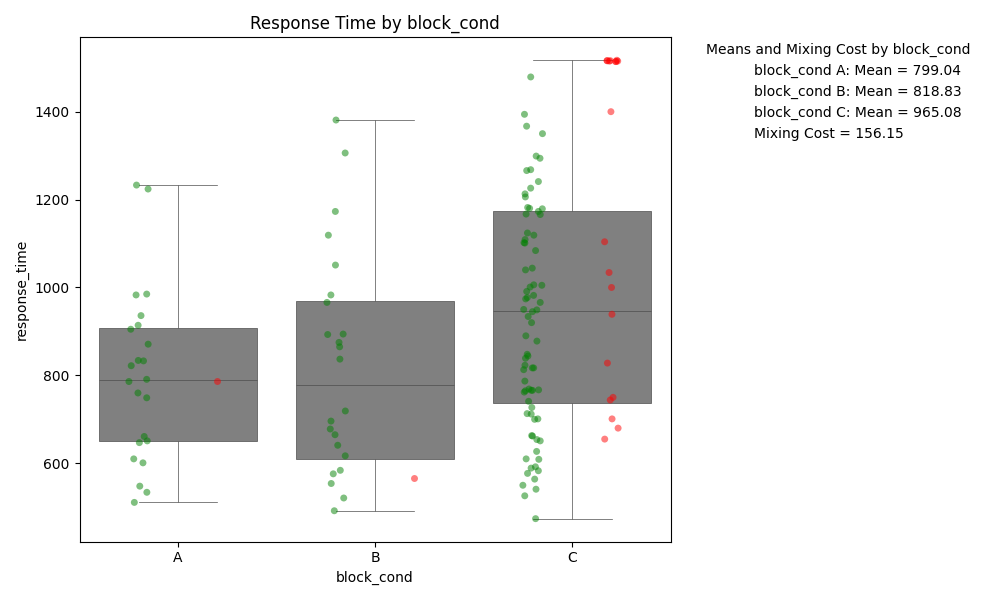 Response Time by block_cond
Means and Mixing Cost by block_cond
block_cond A: Mean = 799.04
block_cond B: Mean = 818.83
block_cond C: Mean = 965.08
Mixing Cost = 156.15
response_time
1400
1200
1000
800
600
A
B
C
block_cond